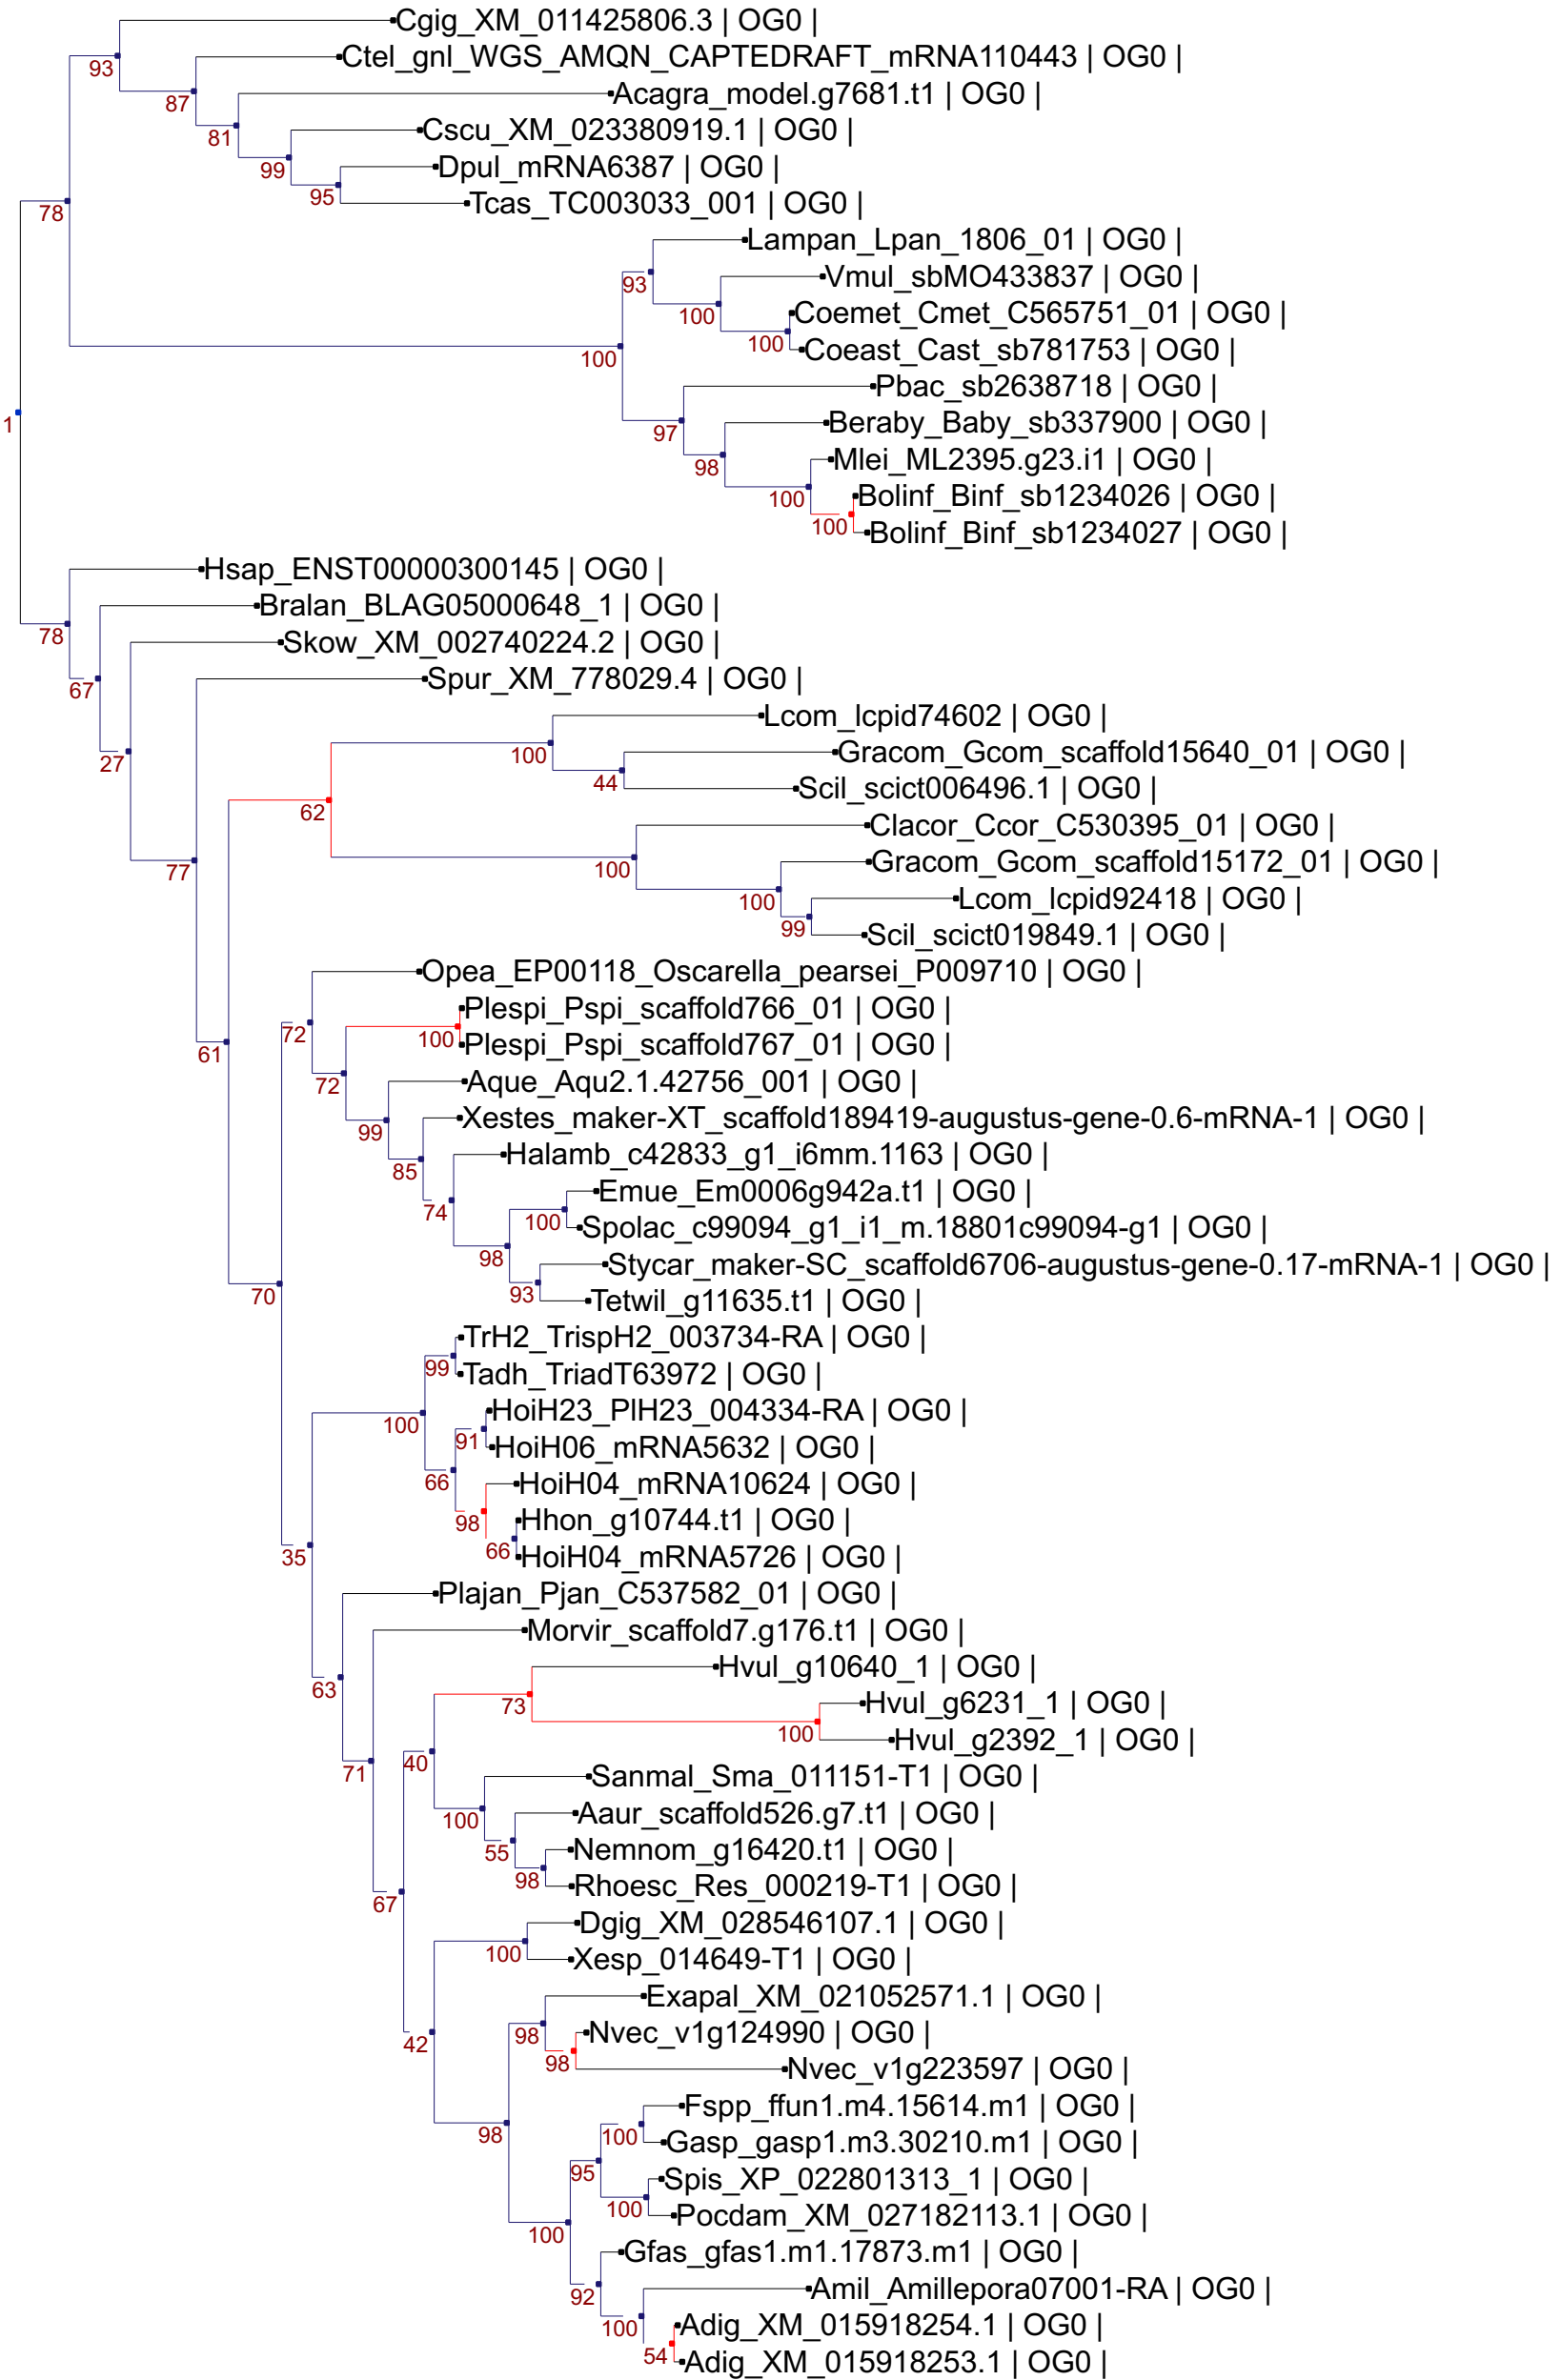 Cgig_XM_011425806.3 | OG0 |
Ctel_gnl_WGS_AMQN_CAPTEDRAFT_mRNA110443 | OG0 |
93
87
Acagra_model.g7681.t1 | OG0 |
81
Cscu_XM_023380919.1 | OG0 |
99
Dpul_mRNA6387 | OG0 |
95
Tcas_TC003033_001 | OG0 |
78
Lampan_Lpan_1806_01 | OG0 |
93
Vmul_sbMO433837 | OG0 |
100
Coemet_Cmet_C565751_01 | OG0 |
100
Coeast_Cast_sb781753 | OG0 |
100
Pbac_sb2638718 | OG0 |
97
Beraby_Baby_sb337900 | OG0 |
98
Mlei_ML2395.g23.i1 | OG0 |
100
Bolinf_Binf_sb1234026 | OG0 |
100
Bolinf_Binf_sb1234027 | OG0 |
1
Hsap_ENST00000300145 | OG0 |
78
Bralan_BLAG05000648_1 | OG0 |
67
Skow_XM_002740224.2 | OG0 |
27
Spur_XM_778029.4 | OG0 |
77
Lcom_lcpid74602 | OG0 |
100
Gracom_Gcom_scaffold15640_01 | OG0 |
44
Scil_scict006496.1 | OG0 |
62
Clacor_Ccor_C530395_01 | OG0 |
100
Gracom_Gcom_scaffold15172_01 | OG0 |
100
Lcom_lcpid92418 | OG0 |
99
Scil_scict019849.1 | OG0 |
61
Opea_EP00118_Oscarella_pearsei_P009710 | OG0 |
72
Plespi_Pspi_scaffold766_01 | OG0 |
100
Plespi_Pspi_scaffold767_01 | OG0 |
72
Aque_Aqu2.1.42756_001 | OG0 |
99
Xestes_maker-XT_scaffold189419-augustus-gene-0.6-mRNA-1 | OG0 |
85
Halamb_c42833_g1_i6mm.1163 | OG0 |
74
Emue_Em0006g942a.t1 | OG0 |
100
Spolac_c99094_g1_i1_m.18801c99094-g1 | OG0 |
98
Stycar_maker-SC_scaffold6706-augustus-gene-0.17-mRNA-1 | OG0 |
93
Tetwil_g11635.t1 | OG0 |
70
TrH2_TrispH2_003734-RA | OG0 |
99
Tadh_TriadT63972 | OG0 |
100
HoiH23_PlH23_004334-RA | OG0 |
91
HoiH06_mRNA5632 | OG0 |
66
HoiH04_mRNA10624 | OG0 |
98
Hhon_g10744.t1 | OG0 |
66
HoiH04_mRNA5726 | OG0 |
35
Plajan_Pjan_C537582_01 | OG0 |
63
Morvir_scaffold7.g176.t1 | OG0 |
71
Hvul_g10640_1 | OG0 |
73
Hvul_g6231_1 | OG0 |
100
Hvul_g2392_1 | OG0 |
40
Sanmal_Sma_011151-T1 | OG0 |
100
Aaur_scaffold526.g7.t1 | OG0 |
55
Nemnom_g16420.t1 | OG0 |
98
Rhoesc_Res_000219-T1 | OG0 |
67
Dgig_XM_028546107.1 | OG0 |
100
Xesp_014649-T1 | OG0 |
42
Exapal_XM_021052571.1 | OG0 |
98
Nvec_v1g124990 | OG0 |
98
Nvec_v1g223597 | OG0 |
98
Fspp_ffun1.m4.15614.m1 | OG0 |
100
Gasp_gasp1.m3.30210.m1 | OG0 |
95
Spis_XP_022801313_1 | OG0 |
100
Pocdam_XM_027182113.1 | OG0 |
100
Gfas_gfas1.m1.17873.m1 | OG0 |
92
Amil_Amillepora07001-RA | OG0 |
100
Adig_XM_015918254.1 | OG0 |
54
Adig_XM_015918253.1 | OG0 |